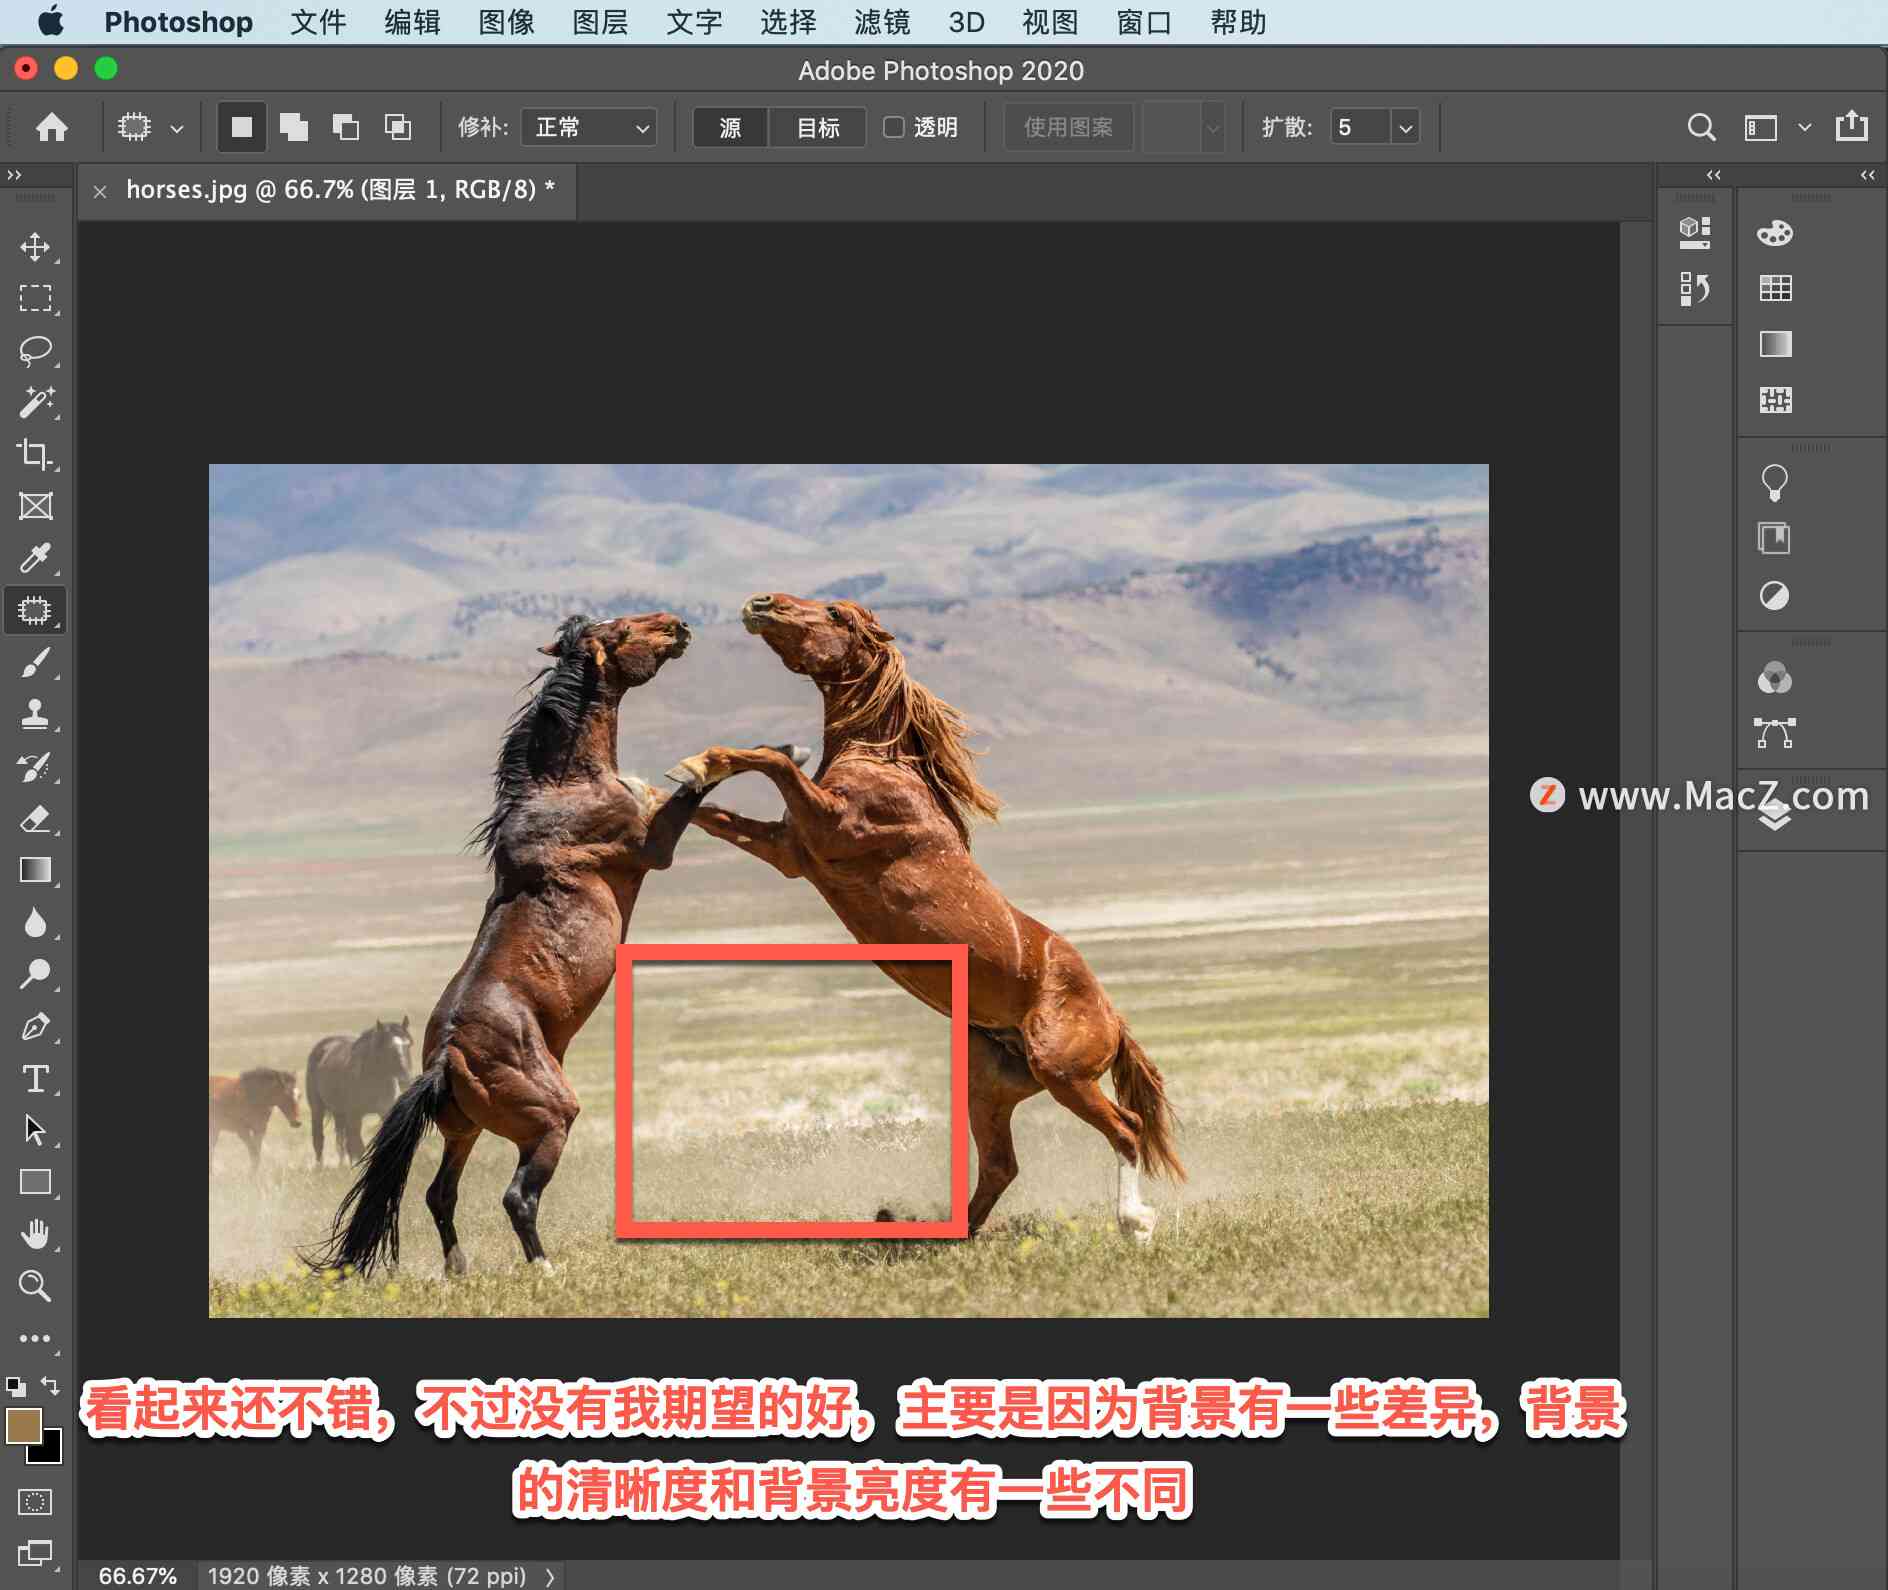 Photoshop 文件 编辑 图像 图层 文字 选择 滤镜 3D 视图 窗口 帮助
Adobe Photoshop 2020
修补: 正常 源 目标 透明 使用图案 扩散: 5
horses.jpg @ 66.7% (图层 1, RGB/8) *
www.MacZ.com
看起来还不错，不过没有我期望的好，主要是因为背景有一些差异，背景
的清晰度和背景亮度有一些不同
66.67% 1920 像素 x 1280 像素 (72 ppi)